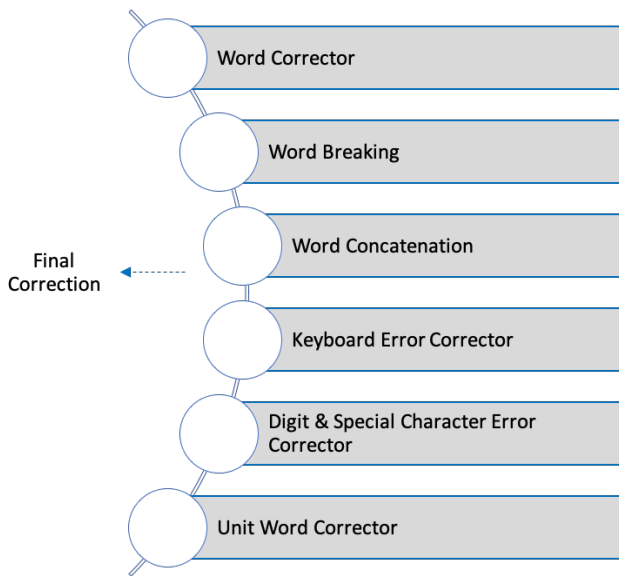 Word Corrector
Word Breaking
Word Concatenation
Final
Correction
Keyboard Error Corrector
Digit & Special Character Error
Corrector
Unit Word Corrector